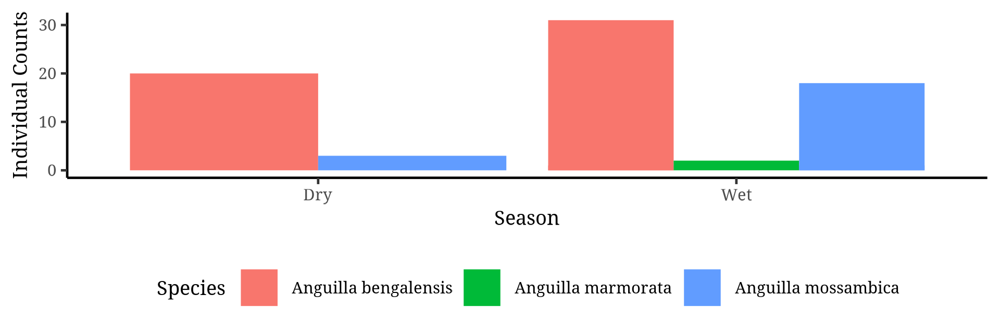 Individual Counts
30
20
10
0
Dry Wet
Season
Species Anguilla bengalensis Anguilla marmorata Anguilla mossambica